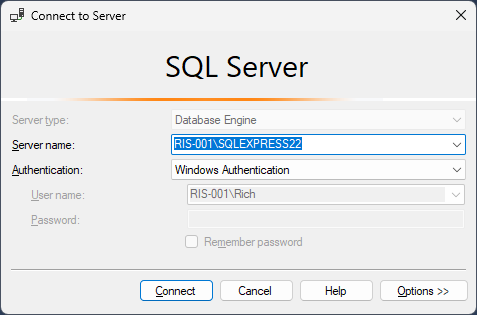 Connect to Server
SQL Server
Server type: Database Engine
Server name: RIS-001\SQLEXPRESS22
Authentication: Windows Authentication
User name: RIS-001\Rich
Password:
Remember password
Connect Cancel Help Options >>